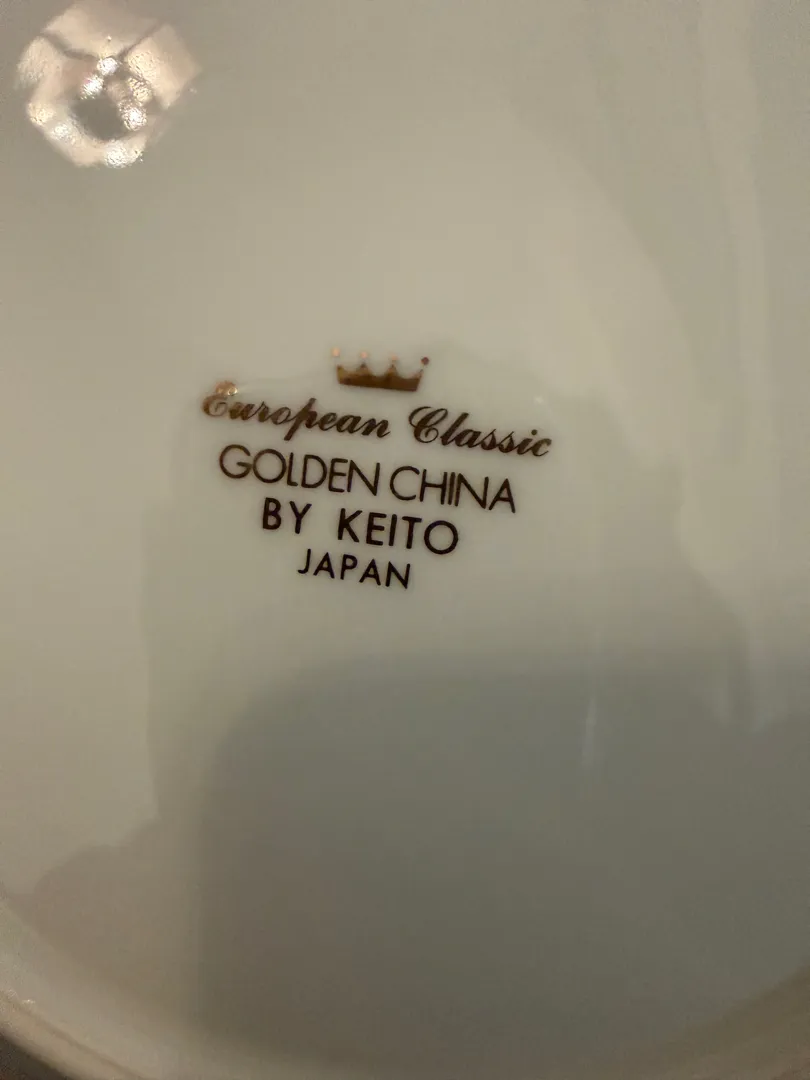 European Classic
GOLDEN CHINA
BY KEITO
JAPAN